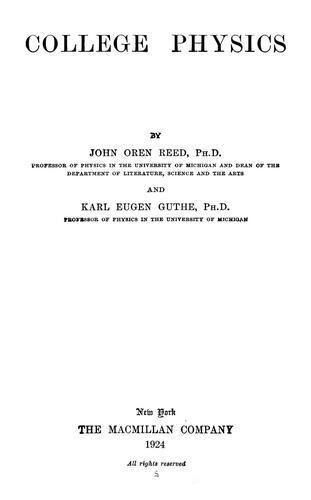 COLLEGE PHYSICS
BY
JOHN OREN REED, PH.D.
PROFESSOR OF PHYSICS IN THE UNIVERSITY OF MICHIGAN AND DEAN OF THE
DEPARTMENT OF LITERATURE, SCIENCE AND THE ARTS
AND
KARL EUGEN GUTHE, PH.D.
PROFESSOR OF PHYSICS IN THE UNIVERSITY OF MICHIGAN
New York
THE MACMILLAN COMPANY
1924
All rights reserved